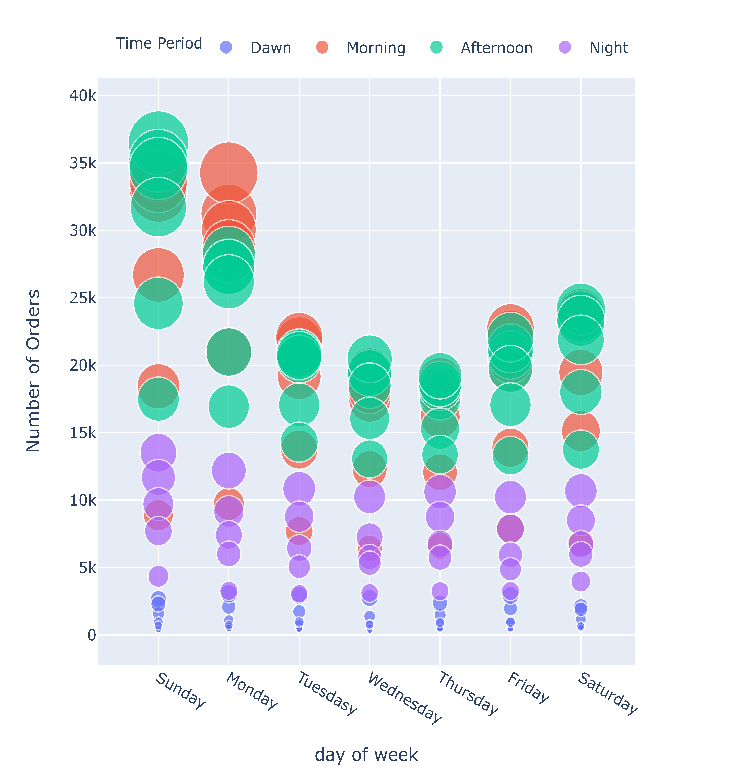 Time Period Dawn Morning Afternoon Night
40k
35k
30k
25k
20k
15k
10k
5k
0
Number of Orders
Sunday Monday Tuesdasy Wednesday Thursday Friday Saturday
day of week